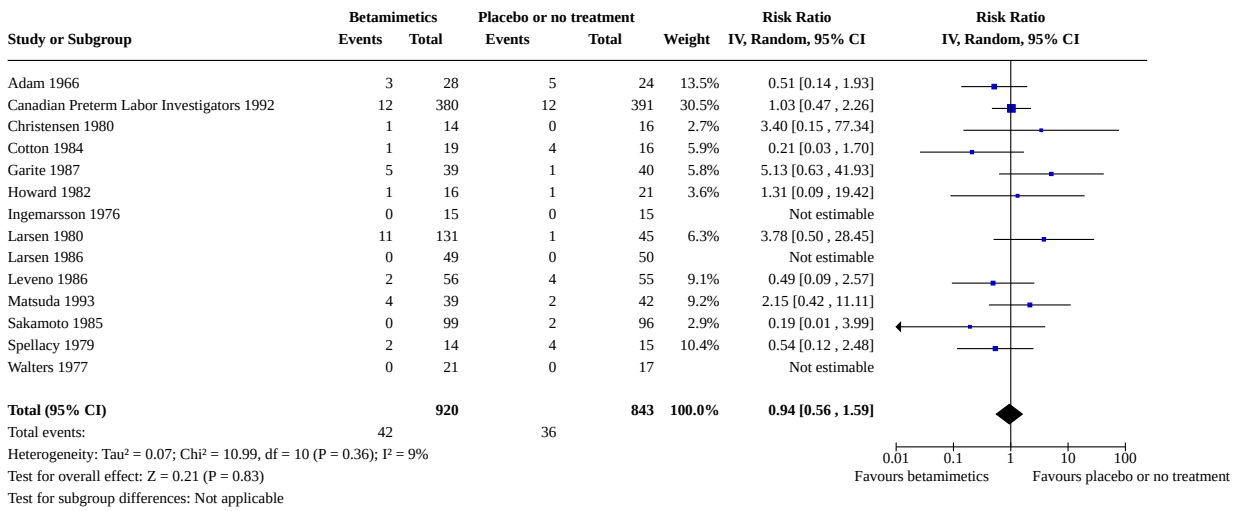 Betamimetics Placebo or no treatment Risk Ratio Risk Ratio
Study or Subgroup Events Total Events Total Weight IV, Random, 95% CI IV, Random, 95% CI
Adam 1966 3 28 5 24 13.5% 0.51 [0.14 , 1.93]
Canadian Preterm Labor Investigators 1992 12 380 12 391 30.5% 1.03 [0.47 , 2.26]
Christensen 1980 1 14 0 16 2.7% 3.40 [0.15 , 77.34]
Cotton 1984 1 19 4 16 5.9% 0.21 [0.03 , 1.70]
Garite 1987 5 39 1 40 5.8% 5.13 [0.63 , 41.93]
Howard 1982 1 16 1 21 3.6% 1.31 [0.09 , 19.42]
Ingemarsson 1976 0 15 0 15 Not estimable
Larsen 1980 11 131 1 45 6.3% 3.78 [0.50 , 28.45]
Larsen 1986 0 49 0 50 Not estimable
Leveno 1986 2 56 4 55 9.1% 0.49 [0.09 , 2.57]
Matsuda 1993 4 39 2 42 9.2% 2.15 [0.42 , 11.11]
Sakamoto 1985 0 99 2 96 2.9% 0.19 [0.01 , 3.99]
Spellacy 1979 2 14 4 15 10.4% 0.54 [0.12 , 2.48]
Walters 1977 0 21 0 17 Not estimable
Total (95% CI) 920 843 100.0% 0.94 [0.56 , 1.59]
Total events: 42 36
Heterogeneity: Tau² = 0.07; Chi² = 10.99, df = 10 (P = 0.36); I² = 9%
0.01 0.1 1 10 100
Test for overall effect: Z = 0.21 (P = 0.83) Favours betamimetics Favours placebo or no treatment
Test for subgroup differences: Not applicable